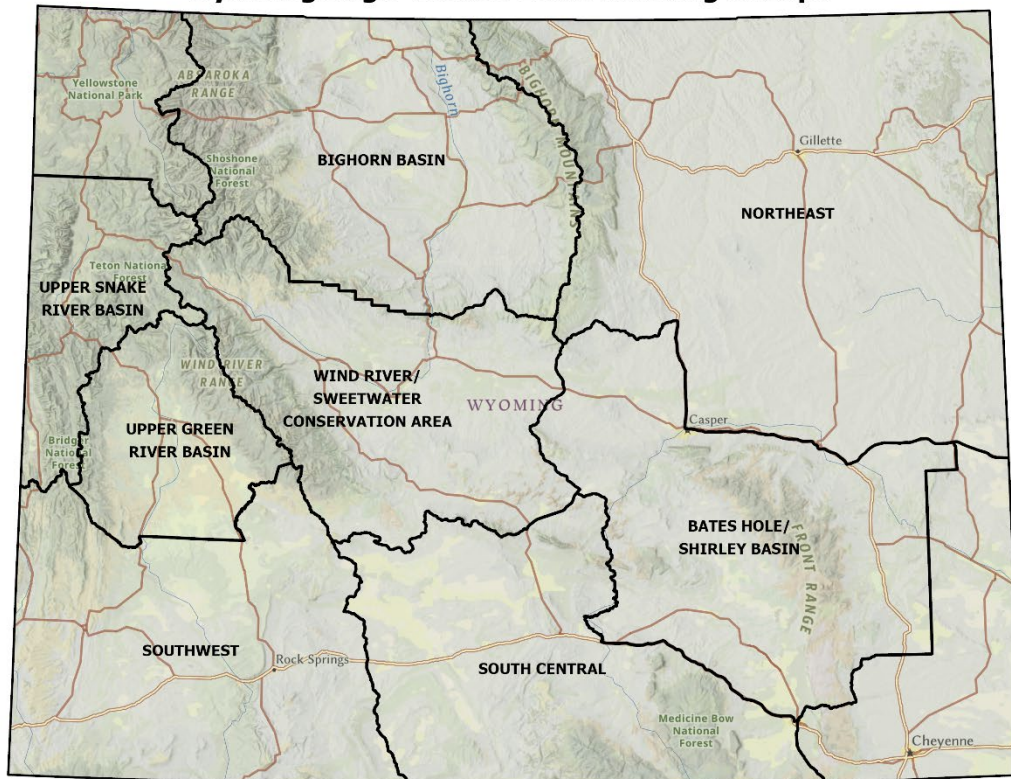 Yellowstone
National Park
ABSAROKA
RANGE
Bighorn
BIGHORN MOUNTAINS
Shoshone
National
Forest
BIGHORN BASIN
Gillette
NORTHEAST
Teton National
Forest
UPPER SNAKE
RIVER BASIN
WIND RIVER
RANGE
WIND RIVER/
SWEETWATER
CONSERVATION AREA
WYOMING
Casper
Bridger
National
Forest
UPPER GREEN
RIVER BASIN
BATES HOLE/
SHIRLEY BASIN
FRONT RANGE
SOUTHWEST
Rock Springs
SOUTH CENTRAL
Medicine Bow
National
Forest
Cheyenne